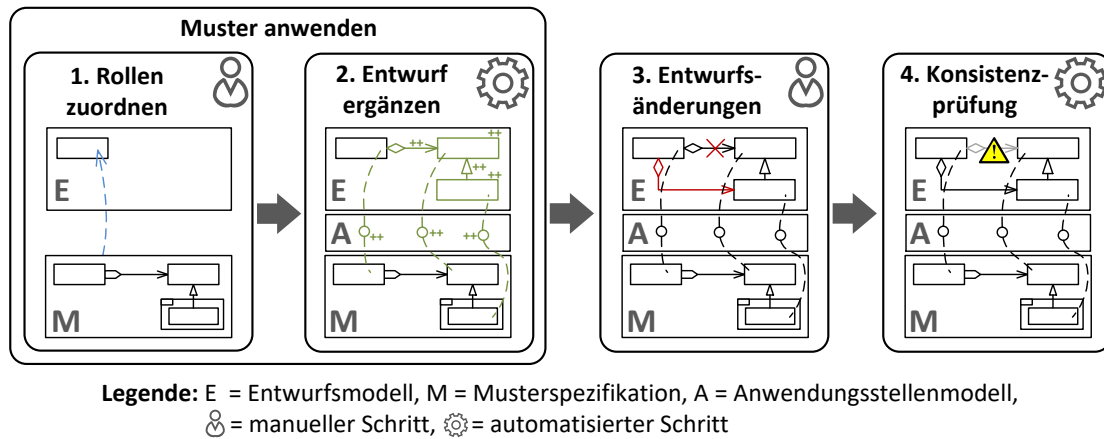 Muster anwenden
1. Rollen
zuordnen
E
M
2. Entwurf
ergänzen
++
++
++
E
A
++
++
++
M
3. Entwurfs-
änderungen
E
A
M
4. Konsistenz-
prüfung
E
A
M
Legende: E = Entwurfsmodell, M = Musterspezifikation, A = Anwendungsstellenmodell,
= manueller Schritt, = automatisierter Schritt